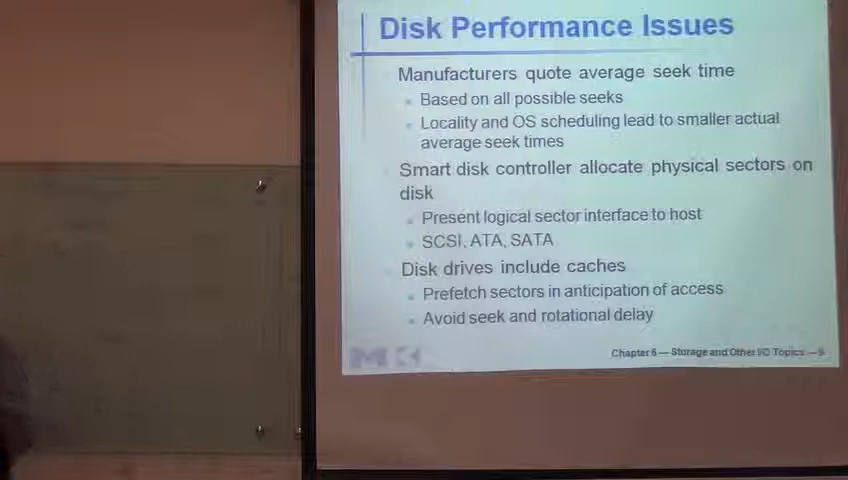 Disk Performance Issues
Manufacturers quote average seek time
Based on all possible seeks
Locality and OS scheduling lead to smaller actual
average seek times
Smart disk controller allocate physical sectors on
disk
Present logical sector interface to host
SCSI, ATA, SATA
Disk drives include caches
Prefetch sectors in anticipation of access
Avoid seek and rotational delay
Chapter 6 — Storage and Other I/O Topics — 9